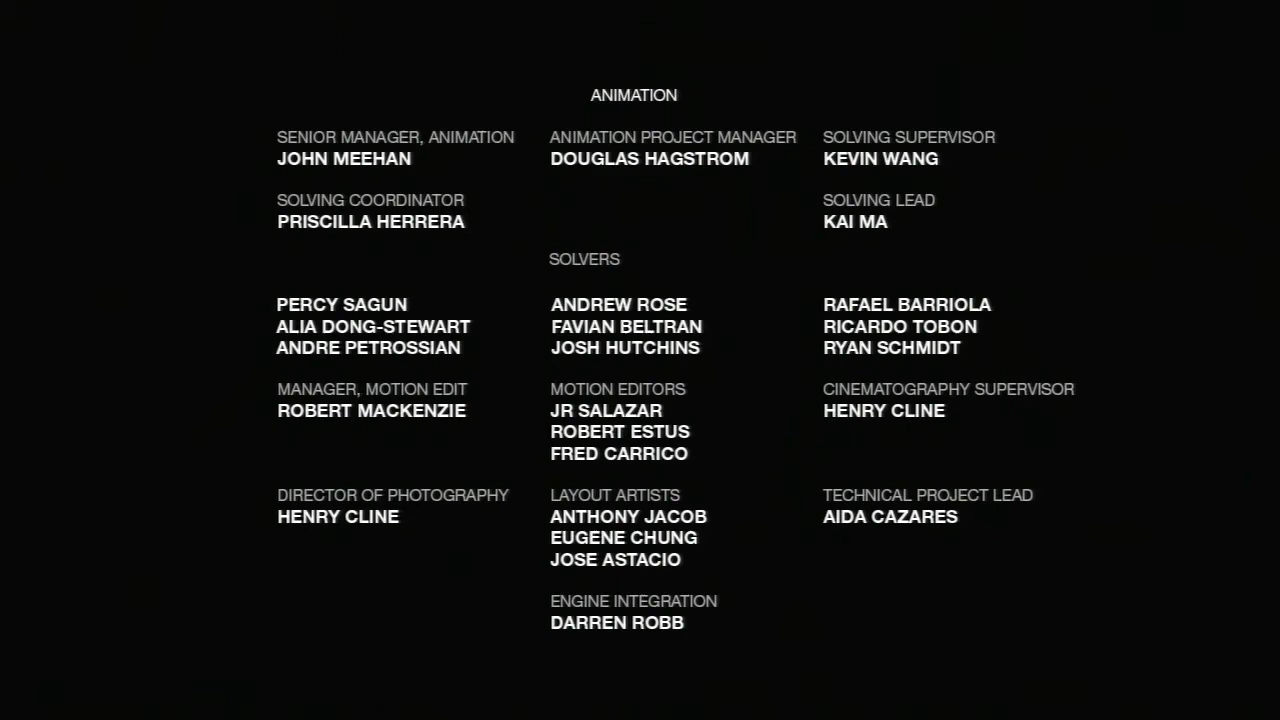 ANIMATION
SENIOR MANAGER, ANIMATION
JOHN MEEHAN
ANIMATION PROJECT MANAGER
DOUGLAS HAGSTROM
SOLVING SUPERVISOR
KEVIN WANG
SOLVING COORDINATOR
PRISCILLA HERRERA
SOLVING LEAD
KAI MA
SOLVERS
PERCY SAGUN
ALIA DONG-STEWART
ANDRE PETROSSIAN
ANDREW ROSE
FAVIAN BELTRAN
JOSH HUTCHINS
RAFAEL BARRIOLA
RICARDO TOBON
RYAN SCHMIDT
MANAGER, MOTION EDIT
ROBERT MACKENZIE
MOTION EDITORS
JR SALAZAR
ROBERT ESTUS
FRED CARRICO
CINEMATOGRAPHY SUPERVISOR
HENRY CLINE
DIRECTOR OF PHOTOGRAPHY
HENRY CLINE
LAYOUT ARTISTS
ANTHONY JACOB
EUGENE CHUNG
JOSE ASTACIO
TECHNICAL PROJECT LEAD
AIDA CAZARES
ENGINE INTEGRATION
DARREN ROBB